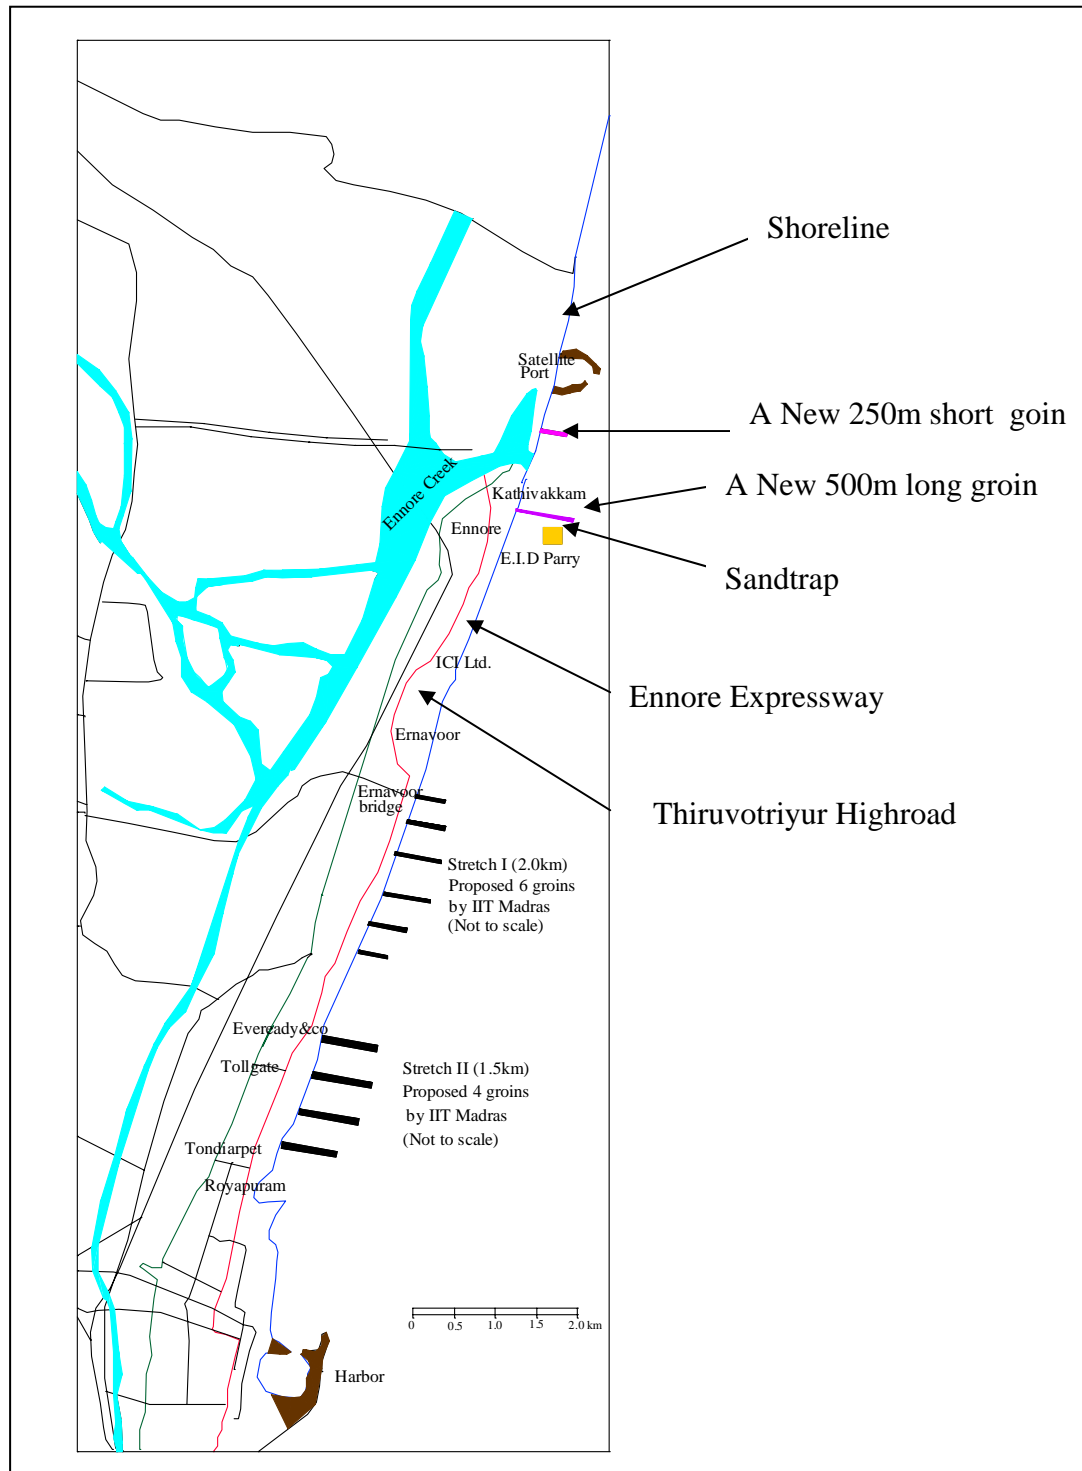 Shoreline
Satellite
Port
A New 250m short goin
Ennore Creek
A New 500m long groin
Kathivakkam
Ennore
E.I.D Parry
Sandtrap
ICI Ltd.
Ennore Expressway
Ernavoor
Ernavoor
bridge
Thiruvotriyur Highroad
Stretch I (2.0km)
Proposed 6 groins
by IIT Madras
(Not to scale)
Eveready&co
Tollgate
Stretch II (1.5km)
Proposed 4 groins
by IIT Madras
(Not to scale)
Tondiarpet
Royapuram
0 0.5 1.0 1.5 2.0 km
Harbor